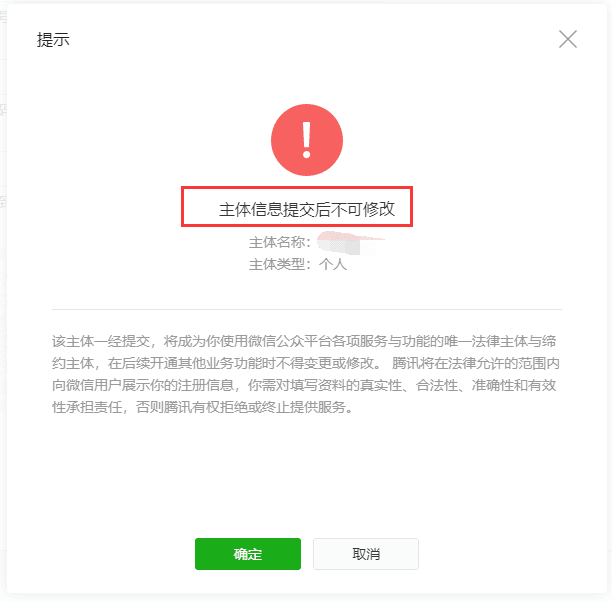 提示
主体信息提交后不可修改
主体名称：
主体类型：个人
该主体一经提交，将成为你使用微信公众平台各项服务与功能的唯一法律主体与缔
约主体，在后续开通其他业务功能时不得变更或修改。 腾讯将在法律允许的范围内
向微信用户展示你的注册信息，你需对填写资料的真实性、合法性、准确性和有效
性承担责任，否则腾讯有权拒绝或终止提供服务。
确定
取消